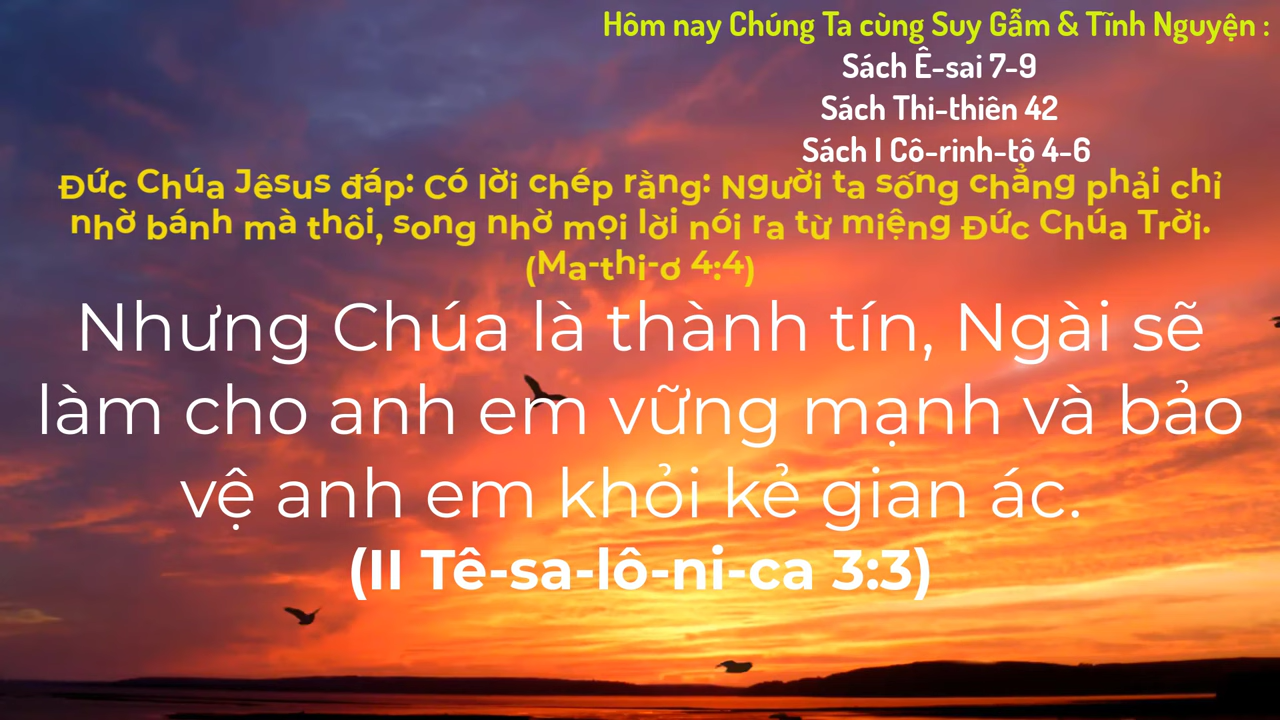 Hôm nay Chúng Ta cùng Suy Gẫm & Tĩnh Nguyện :
Sách Ê-sai 7-9
Sách Thi-thiên 42
Sách I Cô-rinh-tô 4-6
Đức Chúa Jêsus đáp: Có lời chép rằng: Người ta sống chẳng phải chỉ
nhờ bánh mà thôi, song nhờ mọi lời nói ra từ miệng Đức Chúa Trời.
(Ma-thi-ơ 4:4)
Nhưng Chúa là thành tín, Ngài sẽ
làm cho anh em vững mạnh và bảo
vệ anh em khỏi kẻ gian ác.
(II Tê-sa-lô-ni-ca 3:3)